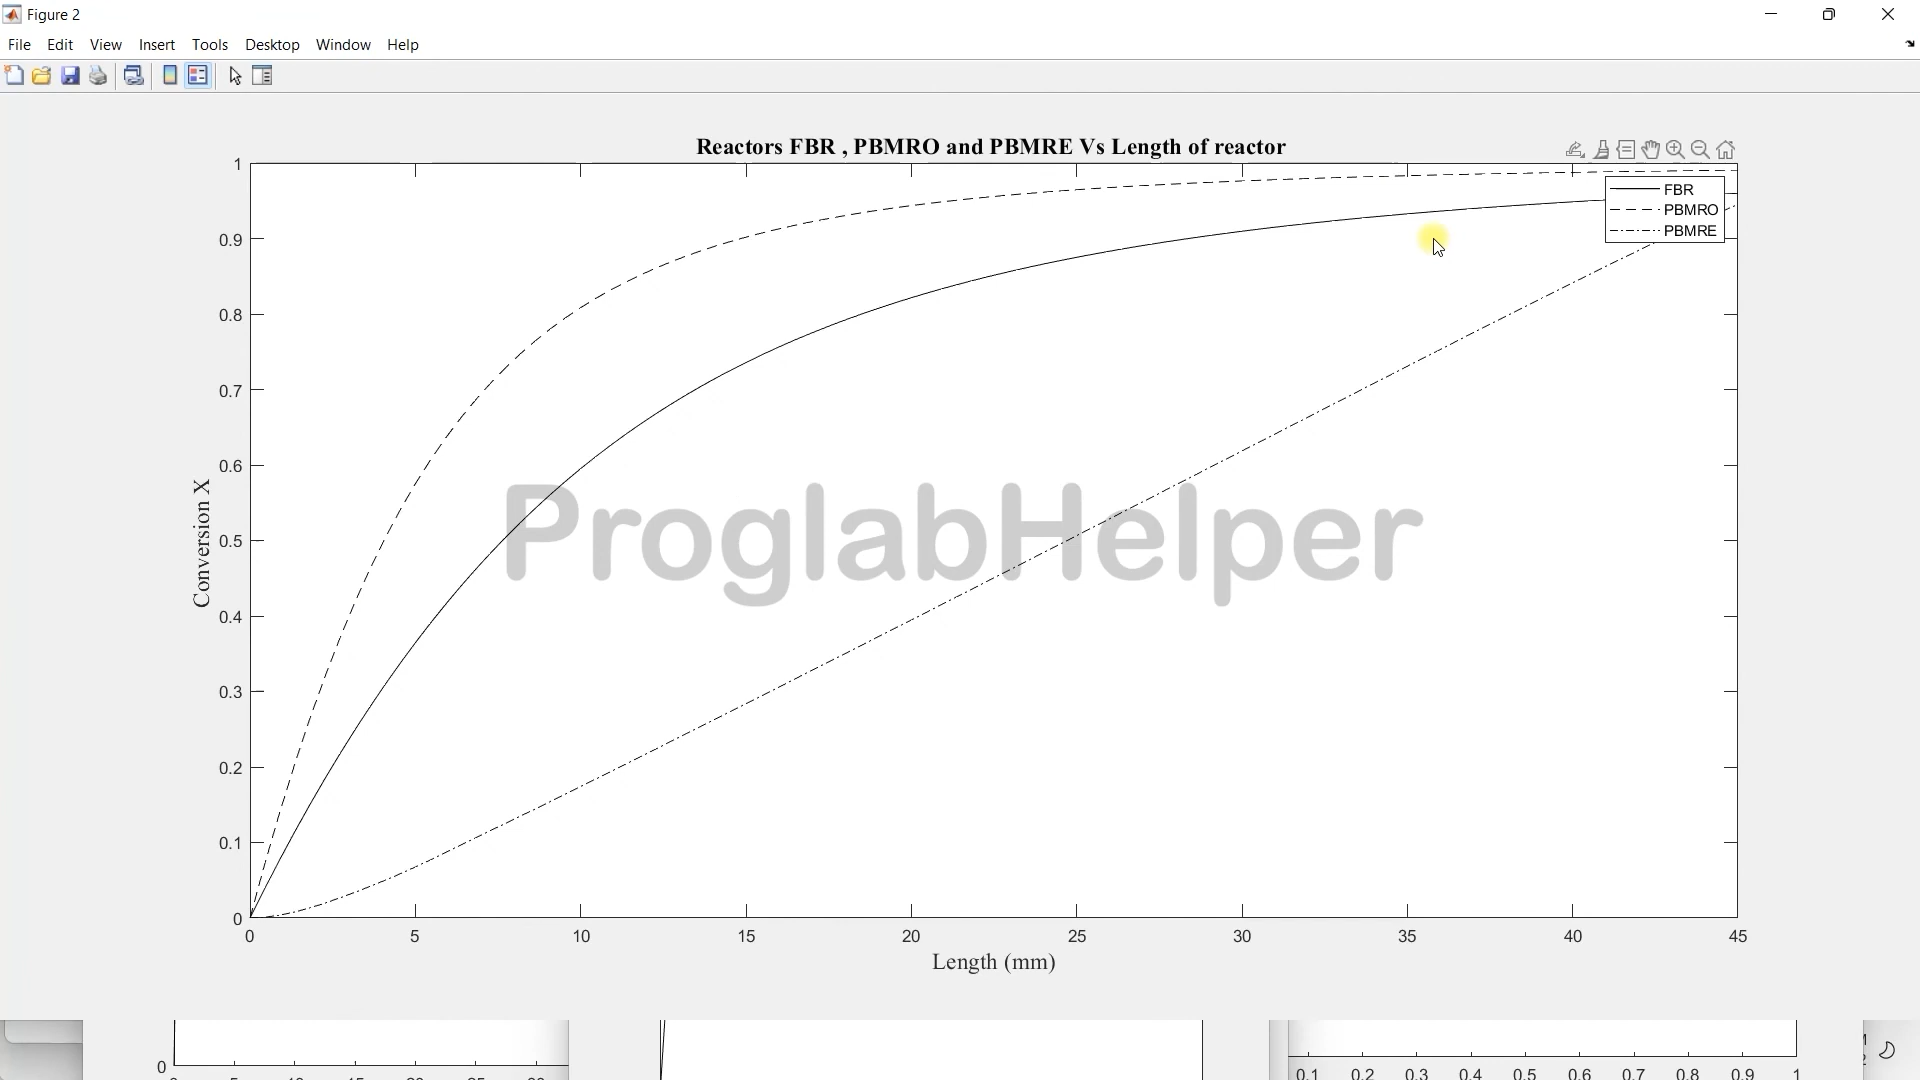 Figure 2
File Edit View Insert Tools Desktop Window Help
Reactors FBR , PBMRO and PBMRE Vs Length of reactor
FBR
PBMRO
PBMRE
1
0.9
0.8
0.7
0.6
0.5
0.4
0.3
0.2
0.1
0
Conversion X
ProglabHelper
0 5 10 15 20 25 30 35 40 45
Length (mm)
0
0.1 0.2 0.3 0.4 0.5 0.6 0.7 0.8 0.9 1